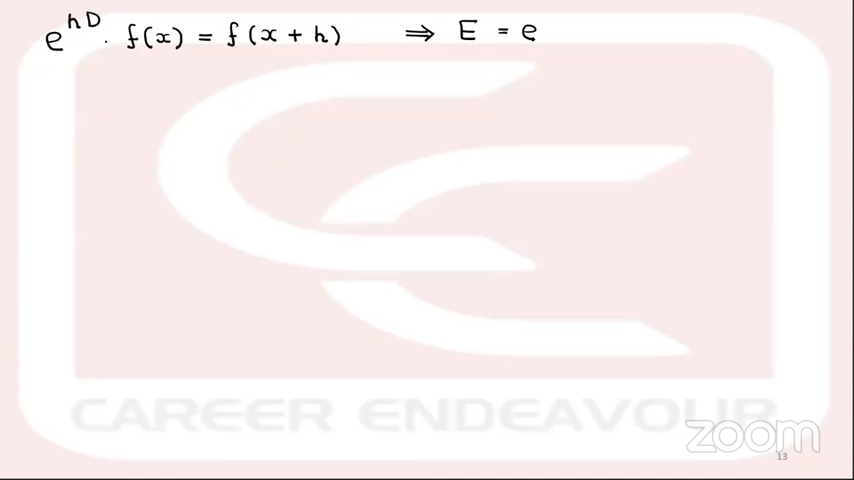 e^{hD} . f(x) = f(x + h) ⟹ E = e
CAREER ENDEAVOUR
zoom
13